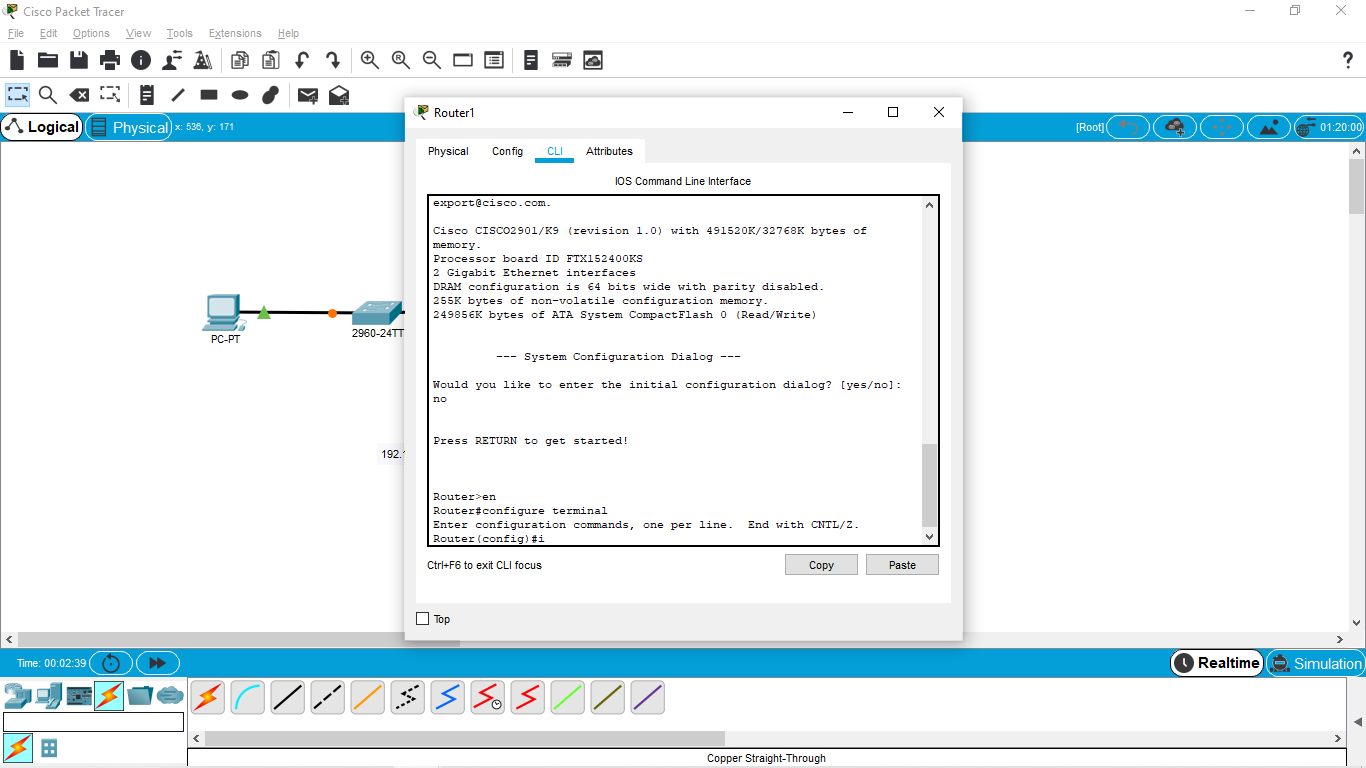 Cisco Packet Tracer
File Edit Options View Tools Extensions Help
Logical
Physical
x: 536, y: 171
[Root]
01:20:00
PC-PT
2960-24TT
192.1
Router1
Physical Config CLI Attributes
IOS Command Line Interface
export@cisco.com.
Cisco CISCO2901/K9 (revision 1.0) with 491520K/32768K bytes of
memory.
Processor board ID FTX152400KS
2 Gigabit Ethernet interfaces
DRAM configuration is 64 bits wide with parity disabled.
255K bytes of non-volatile configuration memory.
249856K bytes of ATA System CompactFlash 0 (Read/Write)
--- System Configuration Dialog ---
Would you like to enter the initial configuration dialog? [yes/no]:
no
Press RETURN to get started!
Router>en
Router#configure terminal
Enter configuration commands, one per line.  End with CNTL/Z.
Router(config)#i
Ctrl+F6 to exit CLI focus
Copy
Paste
Top
Time: 00:02:39
Realtime
Simulation
Copper Straight-Through